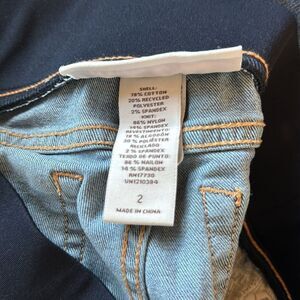 SHELL:
78% COTTON
20% RECYCLED
POLYESTER
2% SPANDEX
KNIT:
86% NYLON
14% SPANDEX
REVESTIMIENTO:
78 % ALGODÓN
20 % POLIÉSTER
RECICLADO
2 % SPANDEX
TEJIDO DE PUNTO:
86 % NAILON
14 % SPANDEX
RN17730
UM1210384
2
MADE IN CHINA